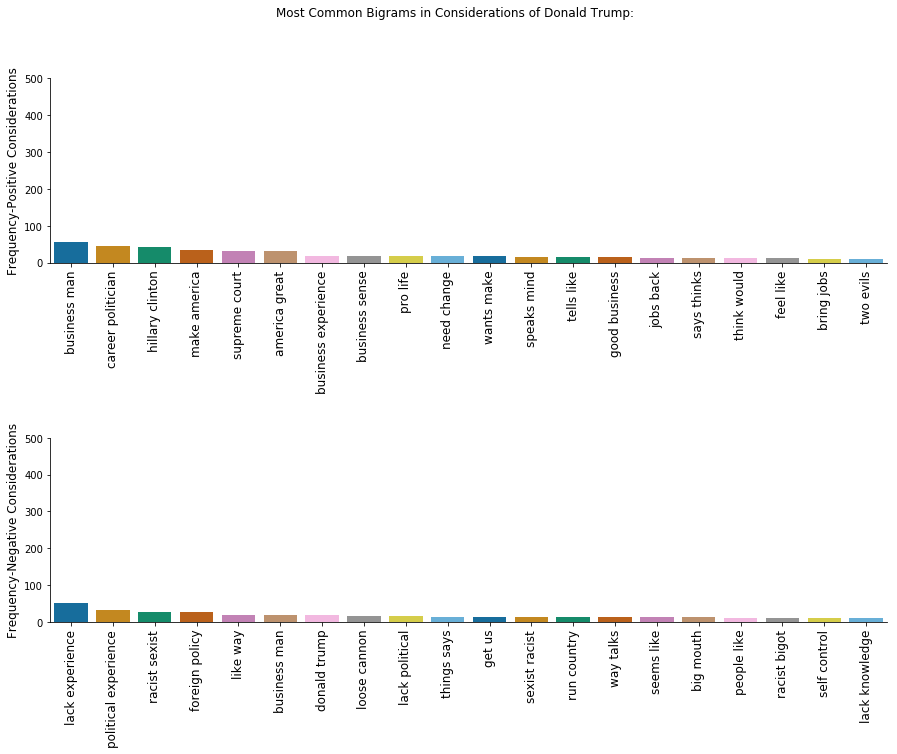 Most Common Bigrams in Considerations of Donald Trump:
Frequency-Positive Considerations
500
400
300
200
100
0
business man
career politician
hillary clinton
make america
supreme court
america great
business experience
business sense
pro life
need change
wants make
speaks mind
tells like
good business
jobs back
says thinks
think would
feel like
bring jobs
two evils
Frequency-Negative Considerations
500
400
300
200
100
0
lack experience
political experience
racist sexist
foreign policy
like way
business man
donald trump
loose cannon
lack political
things says
get us
sexist racist
run country
way talks
seems like
big mouth
people like
racist bigot
self control
lack knowledge